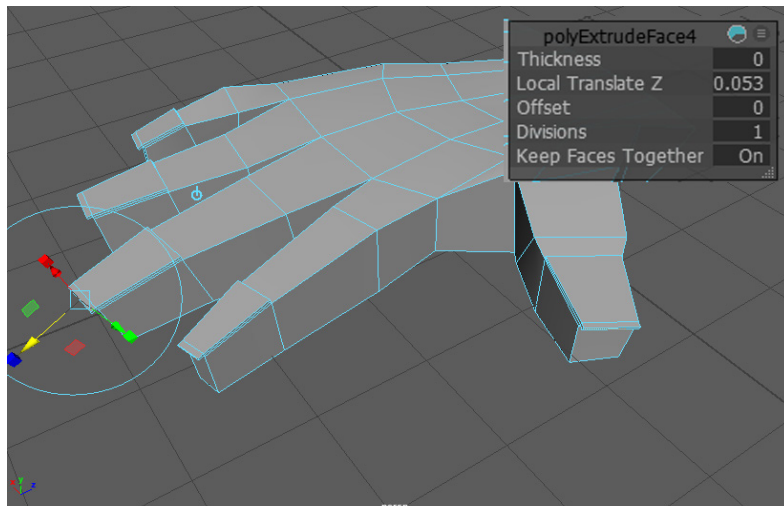 polyExtrudeFace4
Thickness 0
Local Translate Z 0.053
Offset 0
Divisions 1
Keep Faces Together On
y
z